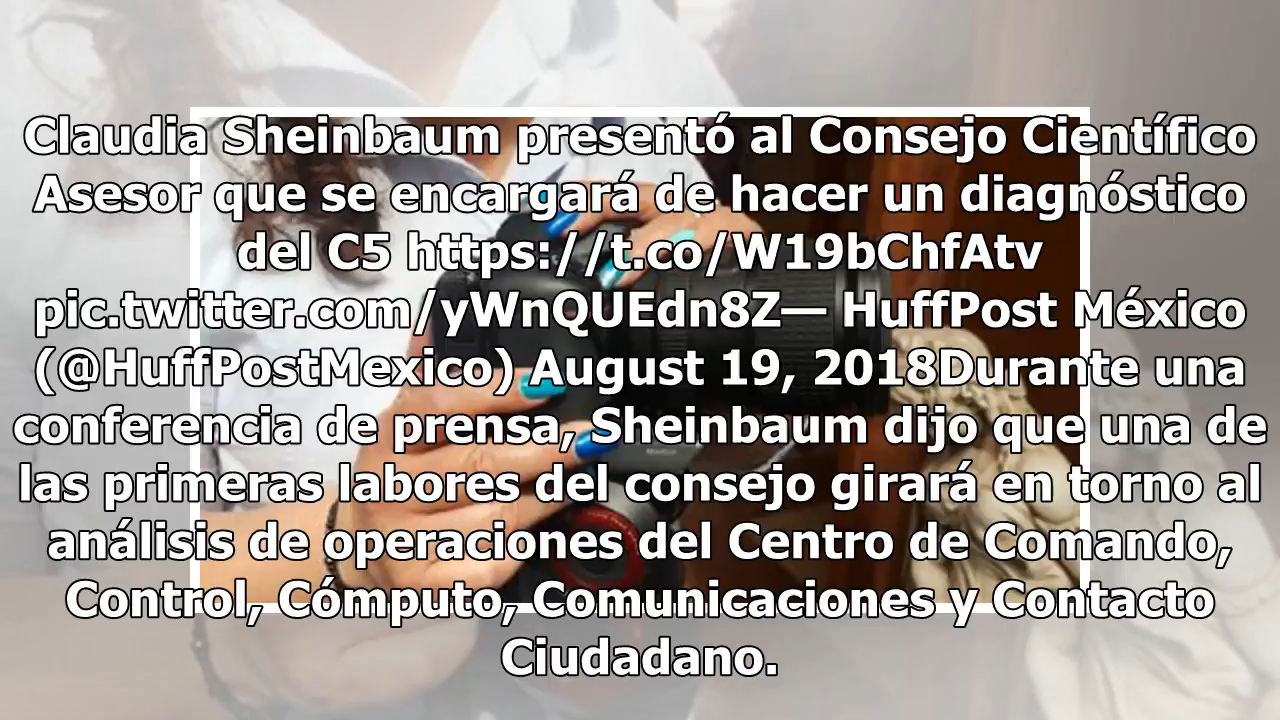 Claudia Sheinbaum presentó al Consejo Científico
Asesor que se encargará de hacer un diagnóstico
del C5 https://t.co/W19bChfAtv
pic.twitter.com/yWnQUEdn8Z— HuffPost México
(@HuffPostMexico) August 19, 2018Durante una
conferencia de prensa, Sheinbaum dijo que una de
las primeras labores del consejo girará en torno al
análisis de operaciones del Centro de Comando,
Control, Cómputo, Comunicaciones y Contacto
Ciudadano.